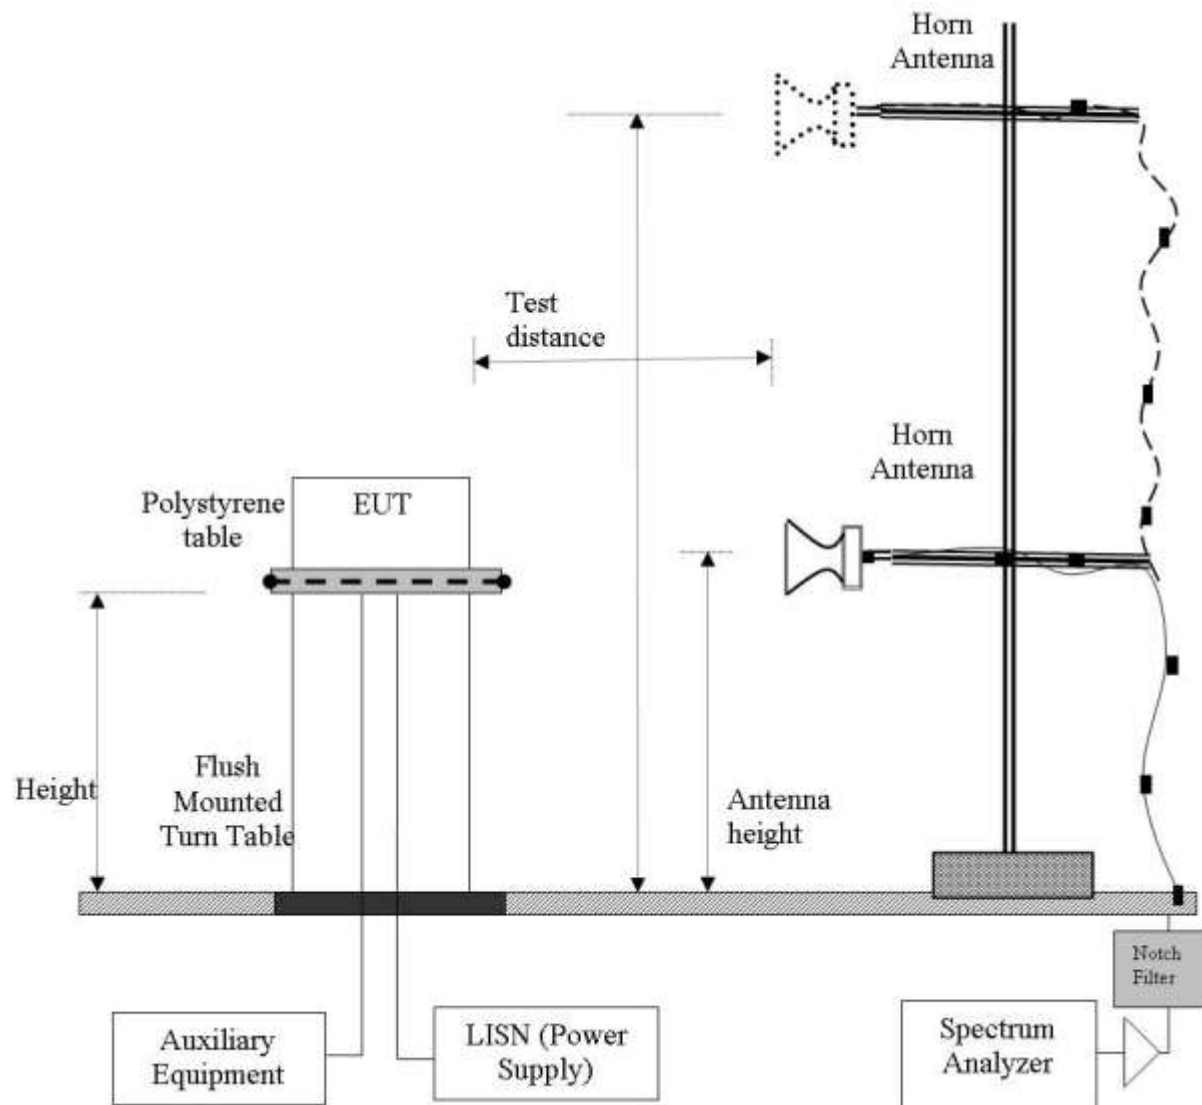 Horn
Antenna
Test
distance
Horn
Antenna
Polystyrene
table
EUT
Height
Flush
Mounted
Turn Table
Antenna
height
Notch
Filter
Auxiliary
Equipment
LISN (Power
Supply)
Spectrum
Analyzer